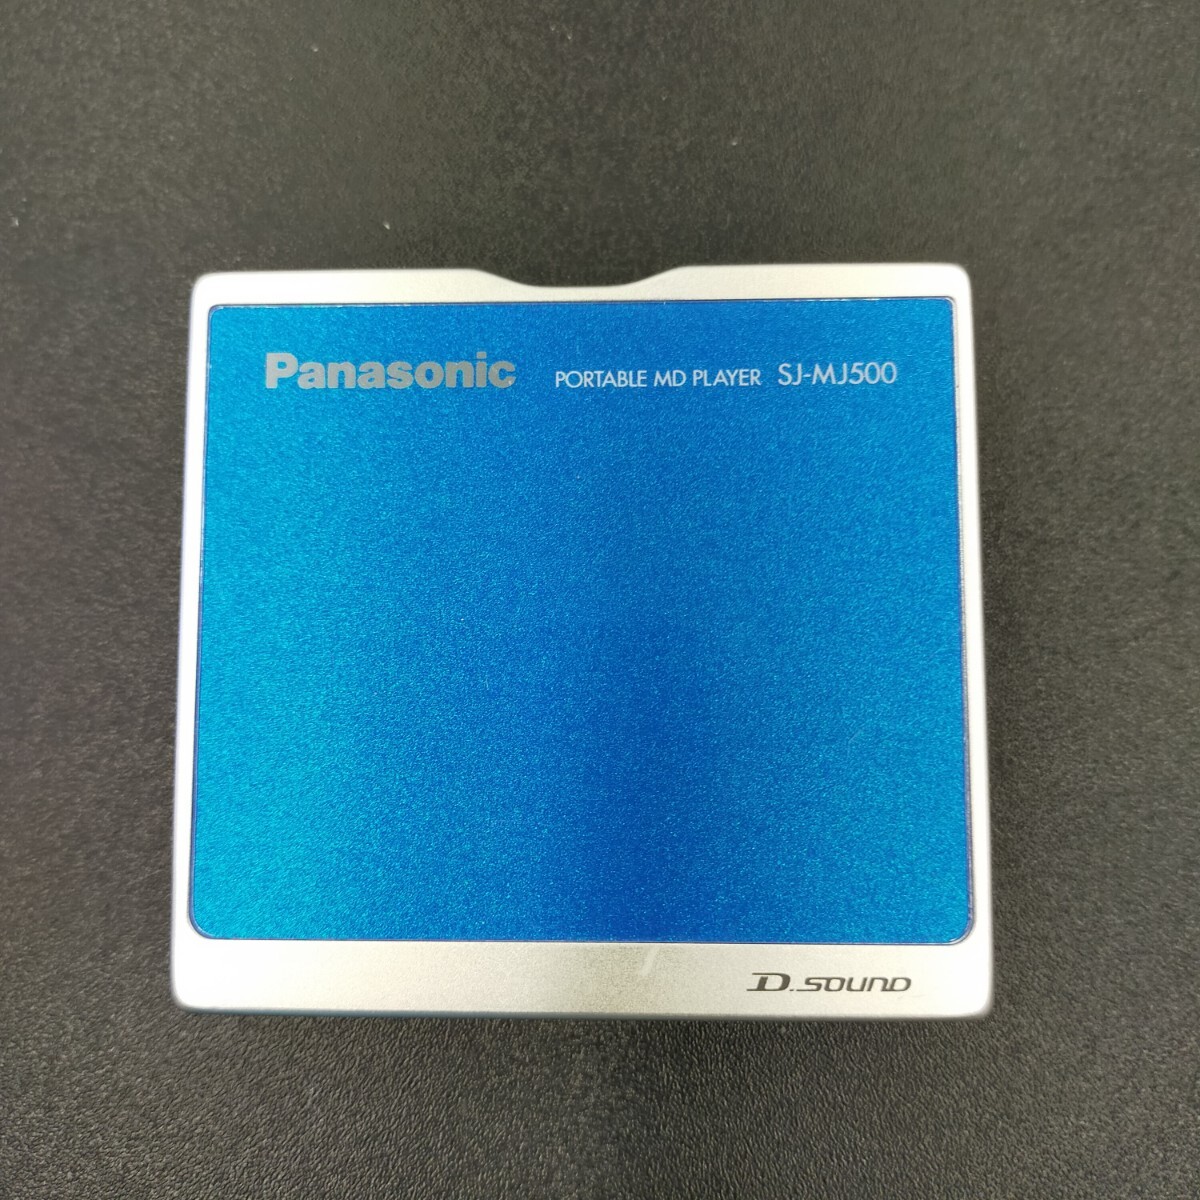 Panasonic PORTABLE MD PLAYER SJ-MJ500
D.SOUND